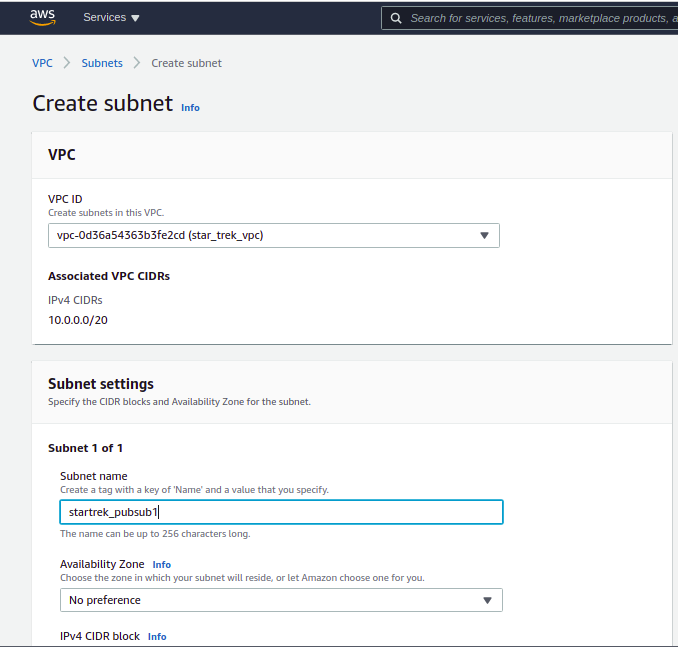 aws
Services
Search for services, features, marketplace products, a
VPC
Subnets
Create subnet
Create subnet Info
VPC
VPC ID
Create subnets in this VPC.
vpc-0d36a54363b3fe2cd (star_trek_vpc)
Associated VPC CIDRs
IPv4 CIDRs
10.0.0.0/20
Subnet settings
Specify the CIDR blocks and Availability Zone for the subnet.
Subnet 1 of 1
Subnet name
Create a tag with a key of 'Name' and a value that you specify.
startrek_pubsub1
The name can be up to 256 characters long.
Availability Zone Info
Choose the zone in which your subnet will reside, or let Amazon choose one for you.
No preference
IPv4 CIDR block Info